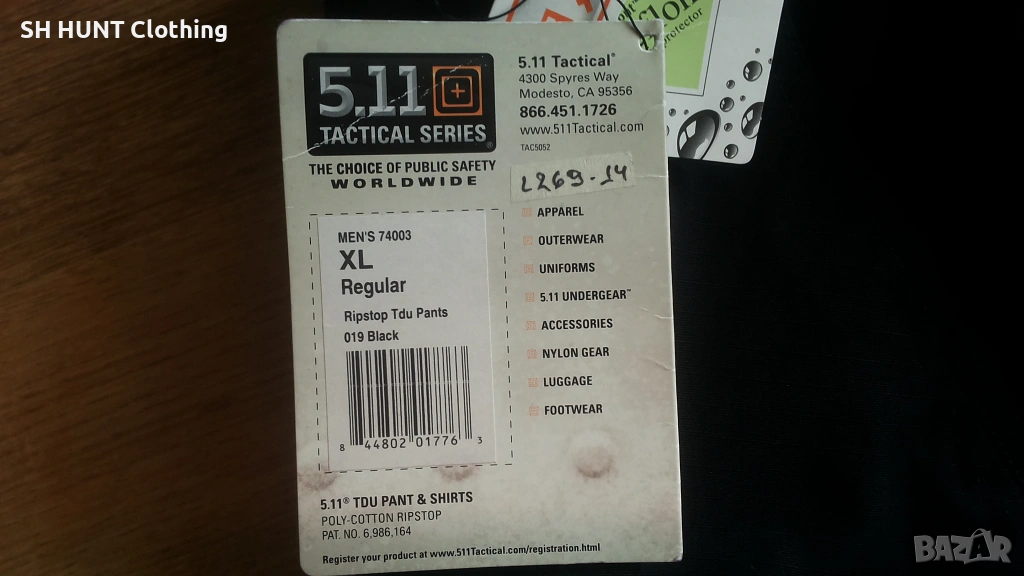 SH HUNT Clothing
5.11
TACTICAL SERIES®
THE CHOICE OF PUBLIC SAFETY
WORLDWIDE
5.11 Tactical®
4300 Spyres Way
Modesto, CA 95356
866.451.1726
www.511Tactical.com
TAC5052
L269-14
APPAREL
OUTERWEAR
UNIFORMS
5.11 UNDERGEAR™
ACCESSORIES
NYLON GEAR
LUGGAGE
FOOTWEAR
MEN'S 74003
XL
Regular
Ripstop Tdu Pants
019 Black
8 44802 01776 3
5.11® TDU PANT & SHIRTS
POLY-COTTON RIPSTOP
PAT. NO. 6,986,164
Register your product at www.511Tactical.com/registration.html
BAZAR